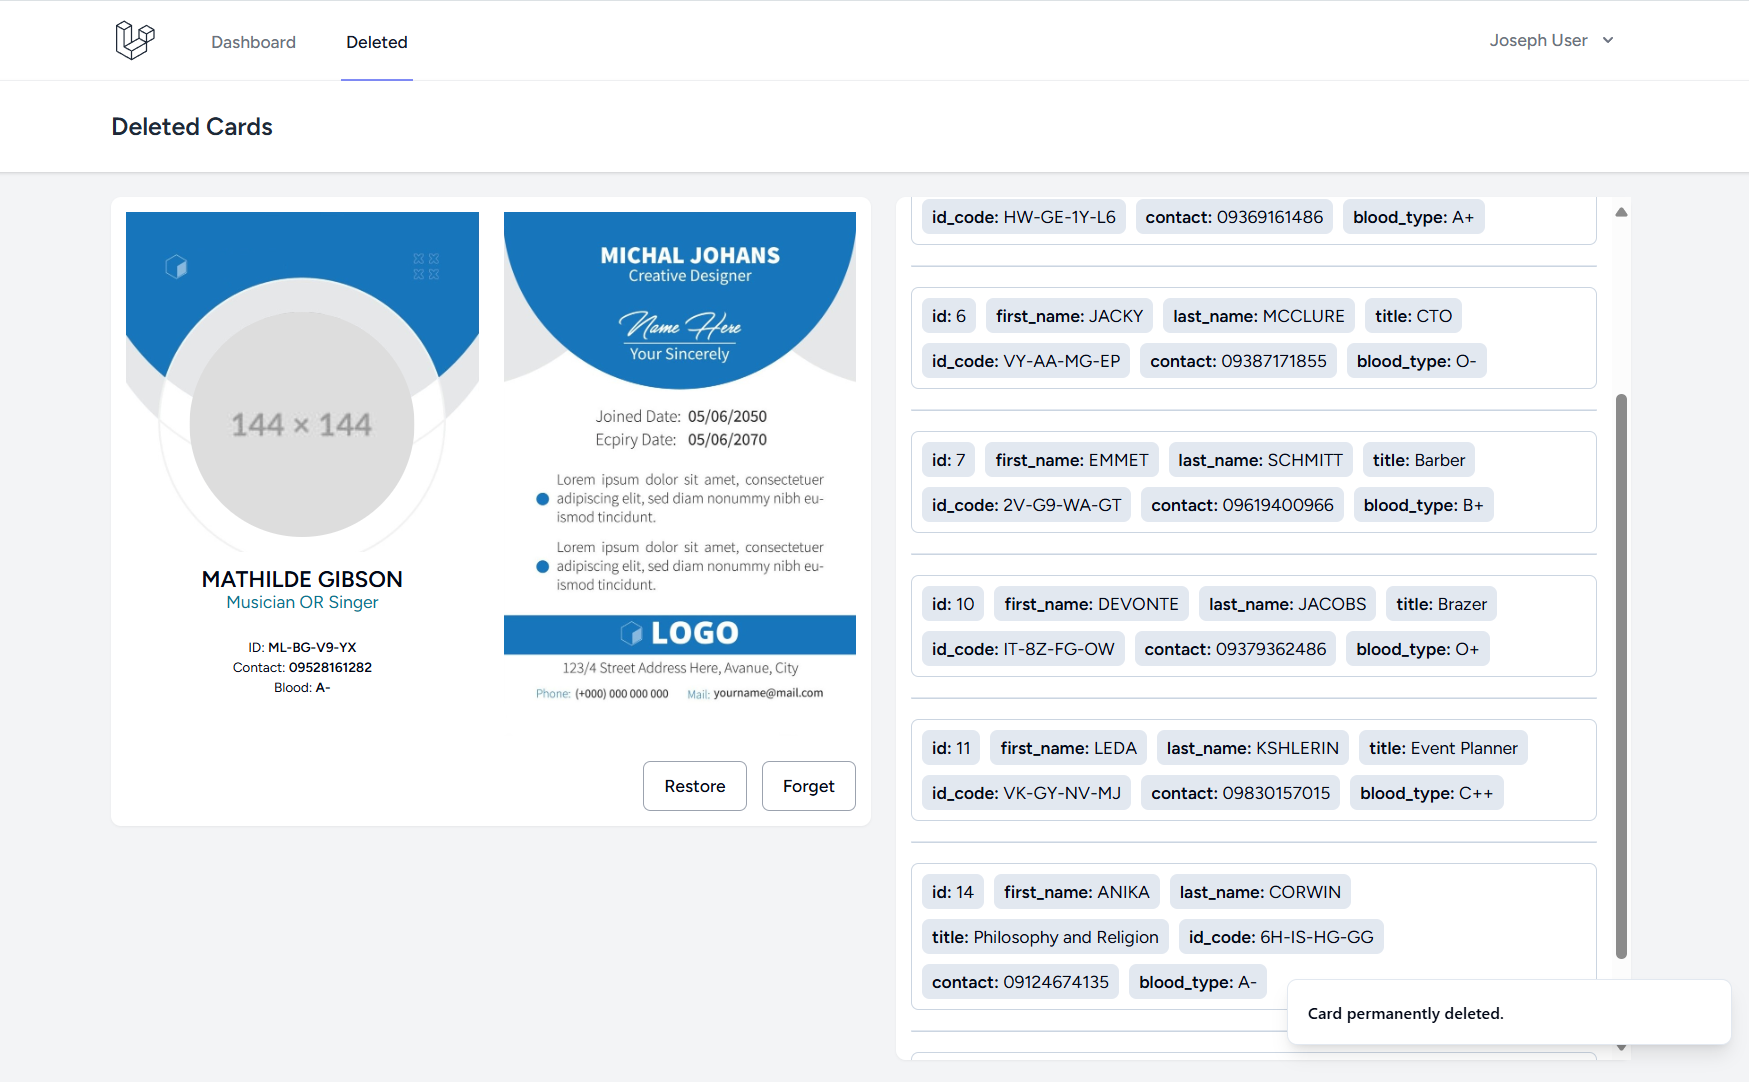 Dashboard
Deleted
Joseph User
Deleted Cards
144 × 144
MATHILDE GIBSON
Musician OR Singer
ID: ML-BG-V9-YX
Contact: 09528161282
Blood: A-
MICHAL JOHANS
Creative Designer
Name Here
Your Sincerely
Joined Date: 05/06/2050
Ecpiry Date: 05/06/2070
Lorem ipsum dolor sit amet, consectetuer
adipiscing elit, sed diam nonummy nibh eu-
ismod tincidunt.
Lorem ipsum dolor sit amet, consectetuer
adipiscing elit, sed diam nonummy nibh eu-
ismod tincidunt.
LOGO
123/4 Street Address Here, Avanue, City
Phone: (+000) 000 000 000 Mail: yourname@mail.com
Restore
Forget
id_code: HW-GE-1Y-L6 contact: 09369161486 blood_type: A+
id: 6 first_name: JACKY last_name: MCCLURE title: CTO
id_code: VY-AA-MG-EP contact: 09387171855 blood_type: O-
id: 7 first_name: EMMET last_name: SCHMITT title: Barber
id_code: 2V-G9-WA-GT contact: 09619400966 blood_type: B+
id: 10 first_name: DEVONTE last_name: JACOBS title: Brazer
id_code: IT-8Z-FG-OW contact: 09379362486 blood_type: O+
id: 11 first_name: LEDA last_name: KSHLERIN title: Event Planner
id_code: VK-GY-NV-MJ contact: 09830157015 blood_type: C++
id: 14 first_name: ANIKA last_name: CORWIN
title: Philosophy and Religion id_code: 6H-IS-HG-GG
contact: 09124674135 blood_type: A-
Card permanently deleted.